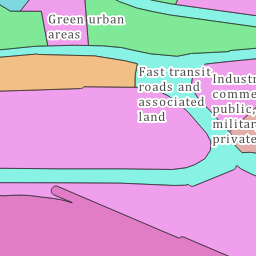 Green urban
areas
Fast transit
roads and
associated
land
Industr
comme
public,
militar
private